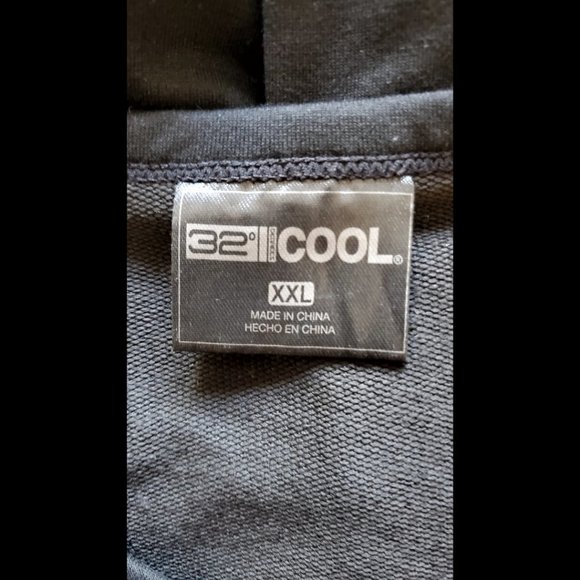 32° COOL®
XXL
MADE IN CHINA
HECHO EN CHINA